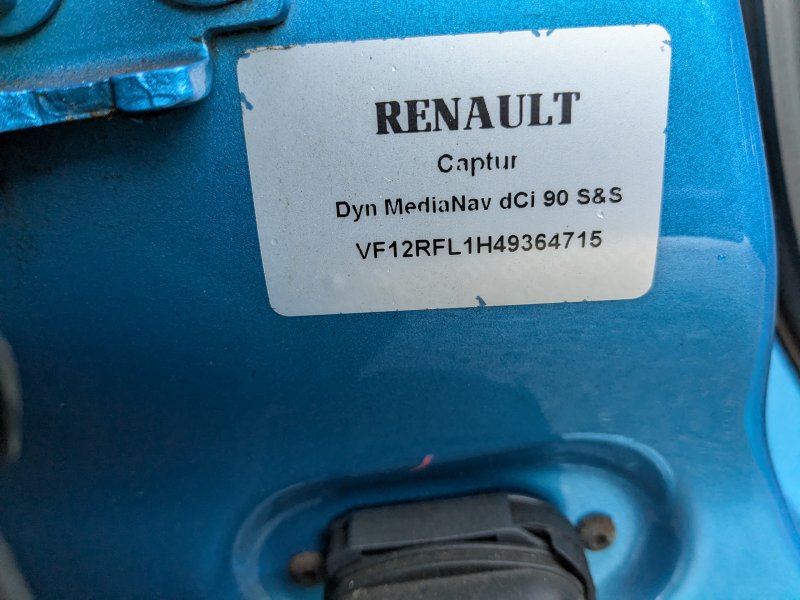 RENAULT
Captur
Dyn MediaNav dCi 90 S&S
VF12RFL1H49364715